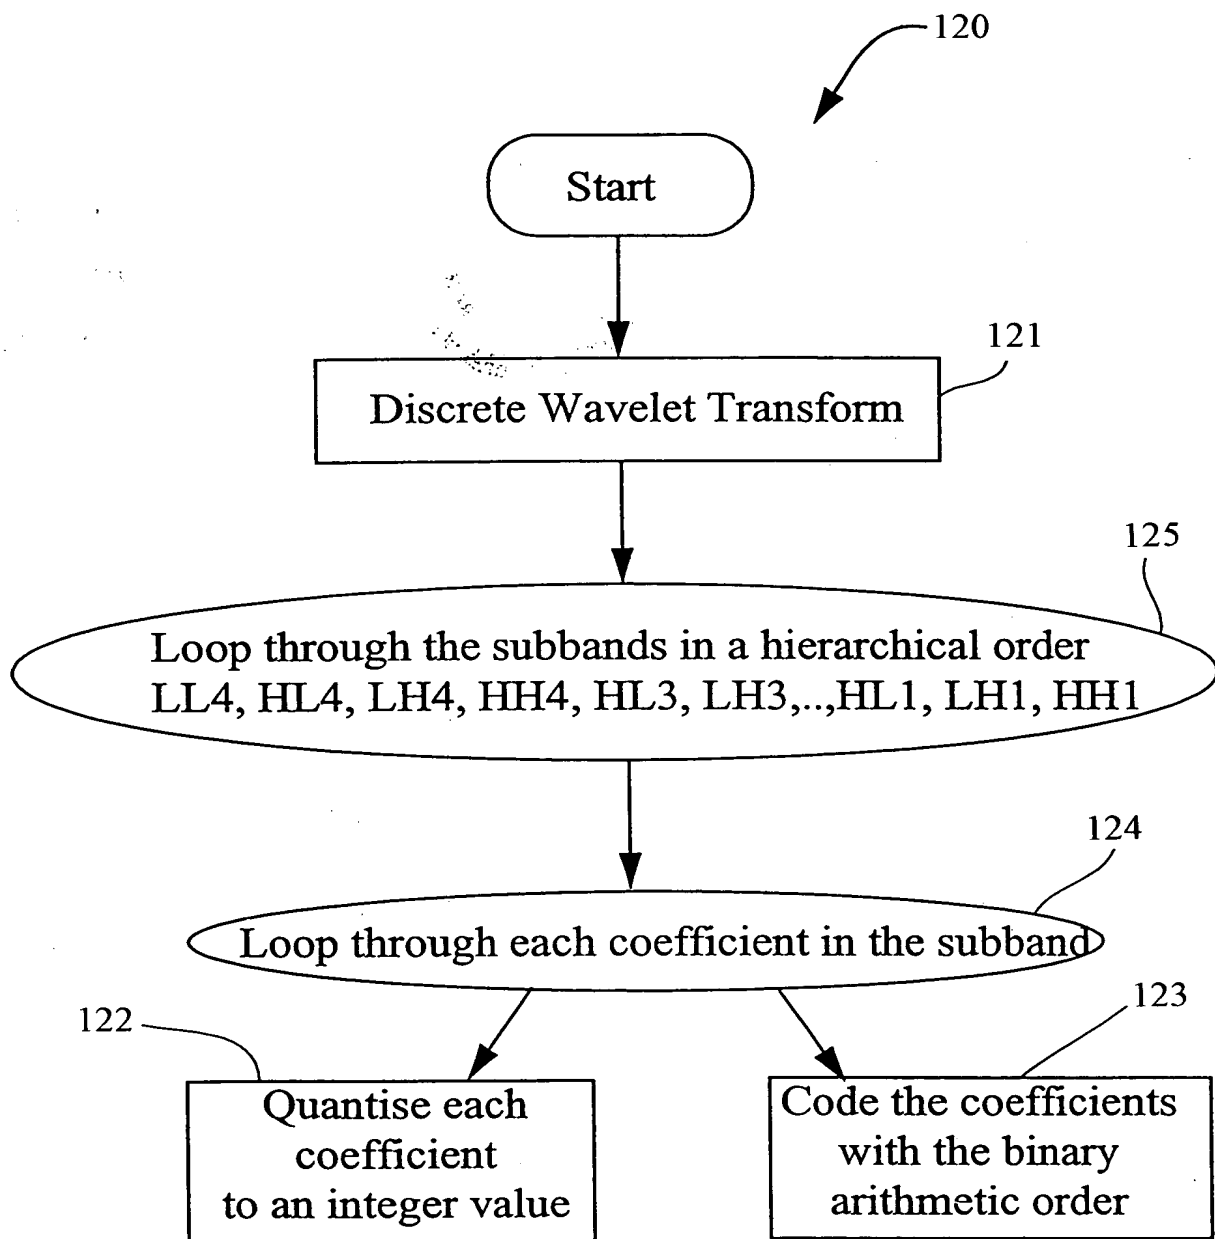 120
Start
121
Discrete Wavelet Transform
125
Loop through the subbands in a hierarchical order
LL4, HL4, LH4, HH4, HL3, LH3,..,HL1, LH1, HH1
124
Loop through each coefficient in the subband
122
123
Quantise each
coefficient
to an integer value
Code the coefficients
with the binary
arithmetic order